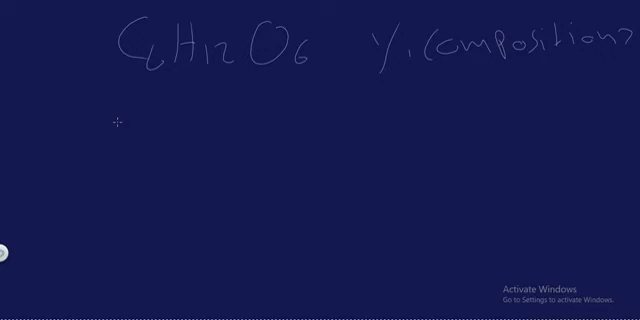 C6H12O6 %. Composition?
Activate Windows
Go to Settings to activate Windows.